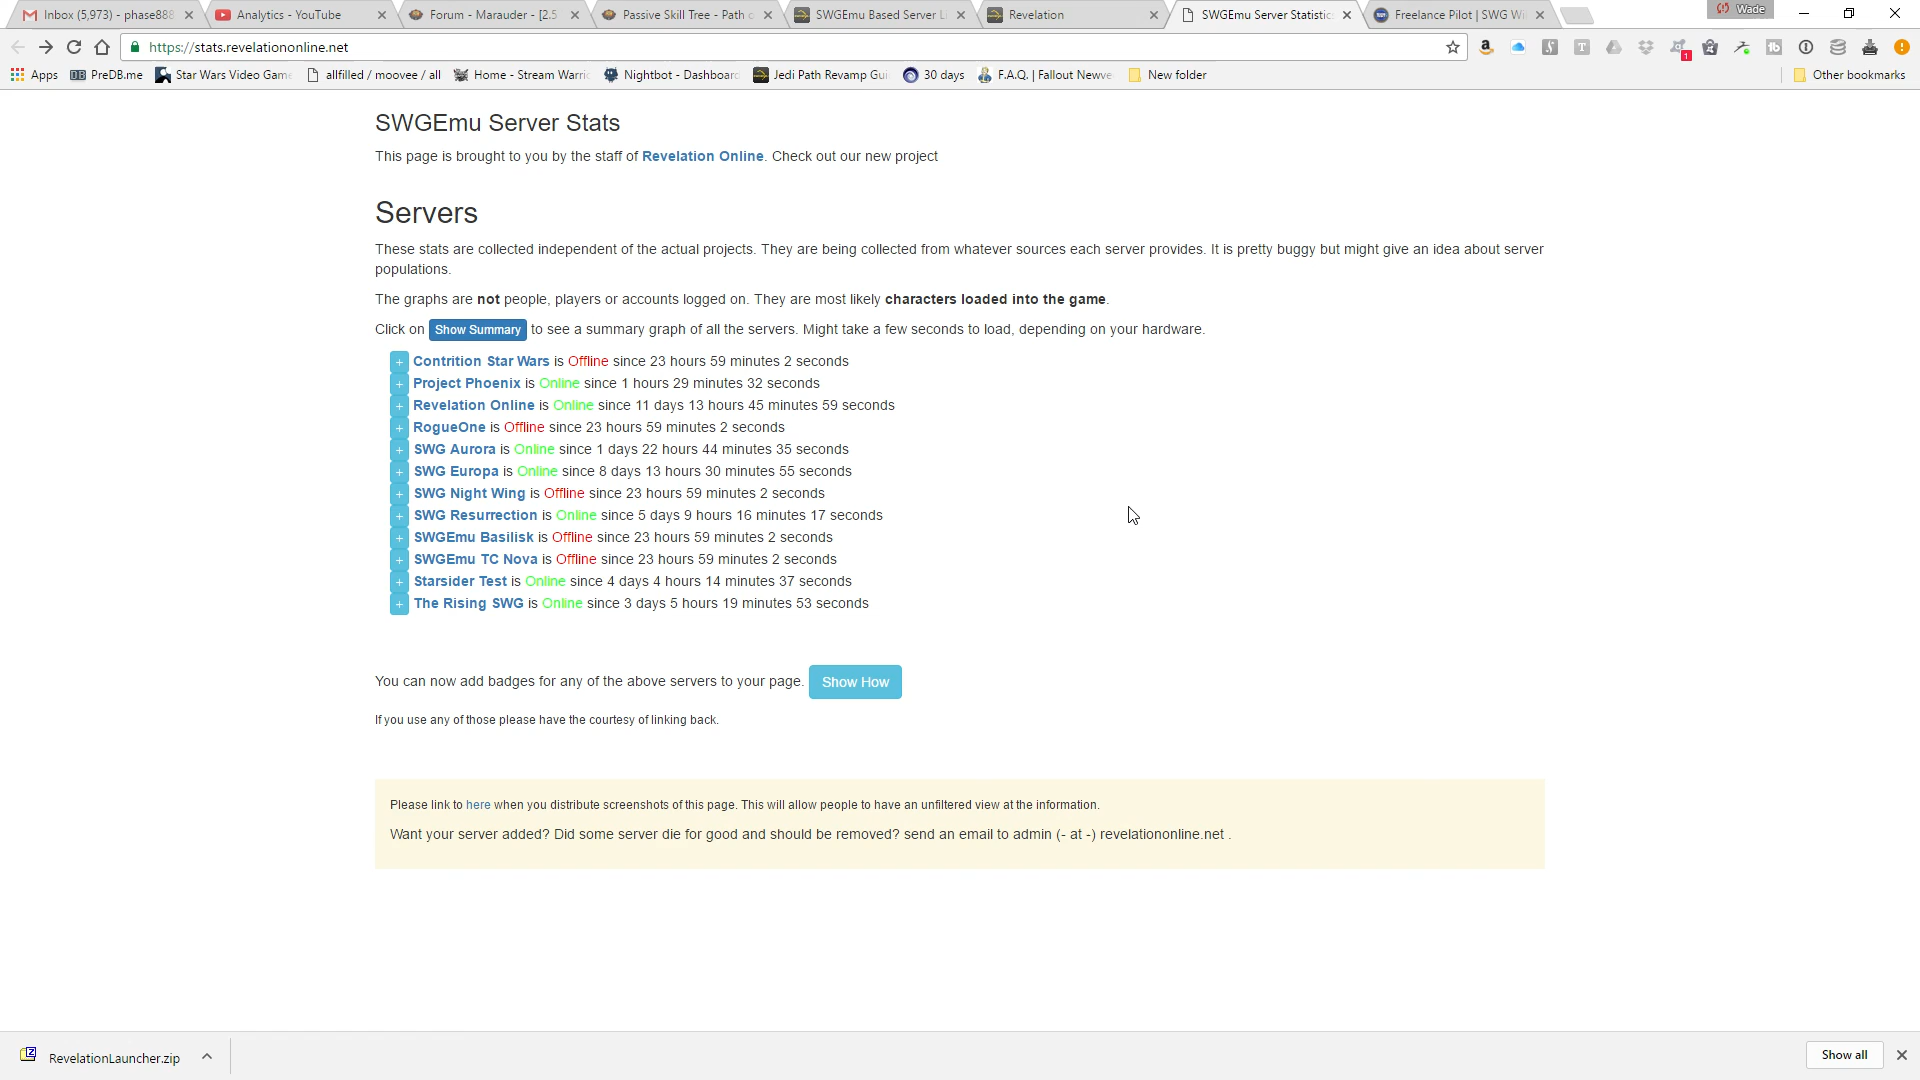 Inbox (5,973) - phase888
Analytics - YouTube
Forum - Marauder - [2.5
Passive Skill Tree - Path o
SWGEmu Based Server L
Revelation
SWGEmu Server Statistic
Freelance Pilot | SWG Wi
Wade
https://stats.revelationonline.net
Apps
PreDB.me
Star Wars Video Game
allfilled / moovee / all
Home - Stream Warrio
Nightbot - Dashboard
Jedi Path Revamp Gui
30 days
F.A.Q. | Fallout Newve
New folder
Other bookmarks
SWGEmu Server Stats
This page is brought to you by the staff of Revelation Online. Check out our new project
Servers
These stats are collected independent of the actual projects. They are being collected from whatever sources each server provides. It is pretty buggy but might give an idea about server
populations.
The graphs are not people, players or accounts logged on. They are most likely characters loaded into the game.
Click on Show Summary to see a summary graph of all the servers. Might take a few seconds to load, depending on your hardware.
+ Contrition Star Wars is Offline since 23 hours 59 minutes 2 seconds
+ Project Phoenix is Online since 1 hours 29 minutes 32 seconds
+ Revelation Online is Online since 11 days 13 hours 45 minutes 59 seconds
+ RogueOne is Offline since 23 hours 59 minutes 2 seconds
+ SWG Aurora is Online since 1 days 22 hours 44 minutes 35 seconds
+ SWG Europa is Online since 8 days 13 hours 30 minutes 55 seconds
+ SWG Night Wing is Offline since 23 hours 59 minutes 2 seconds
+ SWG Resurrection is Online since 5 days 9 hours 16 minutes 17 seconds
+ SWGEmu Basilisk is Offline since 23 hours 59 minutes 2 seconds
+ SWGEmu TC Nova is Offline since 23 hours 59 minutes 2 seconds
+ Starsider Test is Online since 4 days 4 hours 14 minutes 37 seconds
+ The Rising SWG is Online since 3 days 5 hours 19 minutes 53 seconds
You can now add badges for any of the above servers to your page. Show How
If you use any of those please have the courtesy of linking back.
Please link to here when you distribute screenshots of this page. This will allow people to have an unfiltered view at the information.
Want your server added? Did some server die for good and should be removed? send an email to admin (- at -) revelationonline.net .
RevelationLauncher.zip
Show all